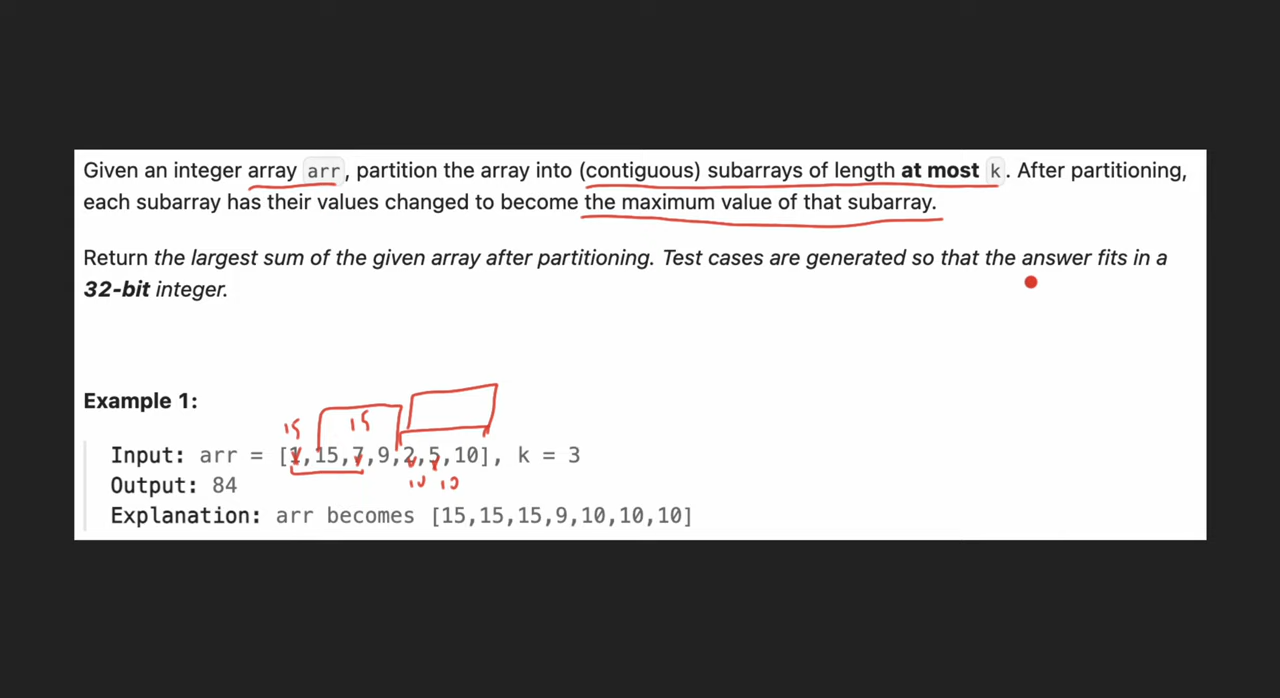 Given an integer array arr, partition the array into (contiguous) subarrays of length at most k. After partitioning,
each subarray has their values changed to become the maximum value of that subarray.
Return the largest sum of the given array after partitioning. Test cases are generated so that the answer fits in a
32-bit integer.
Example 1:
15 15
Input: arr = [1,15,7,9,2,5,10], k = 3
10 10
Output: 84
Explanation: arr becomes [15,15,15,9,10,10,10]